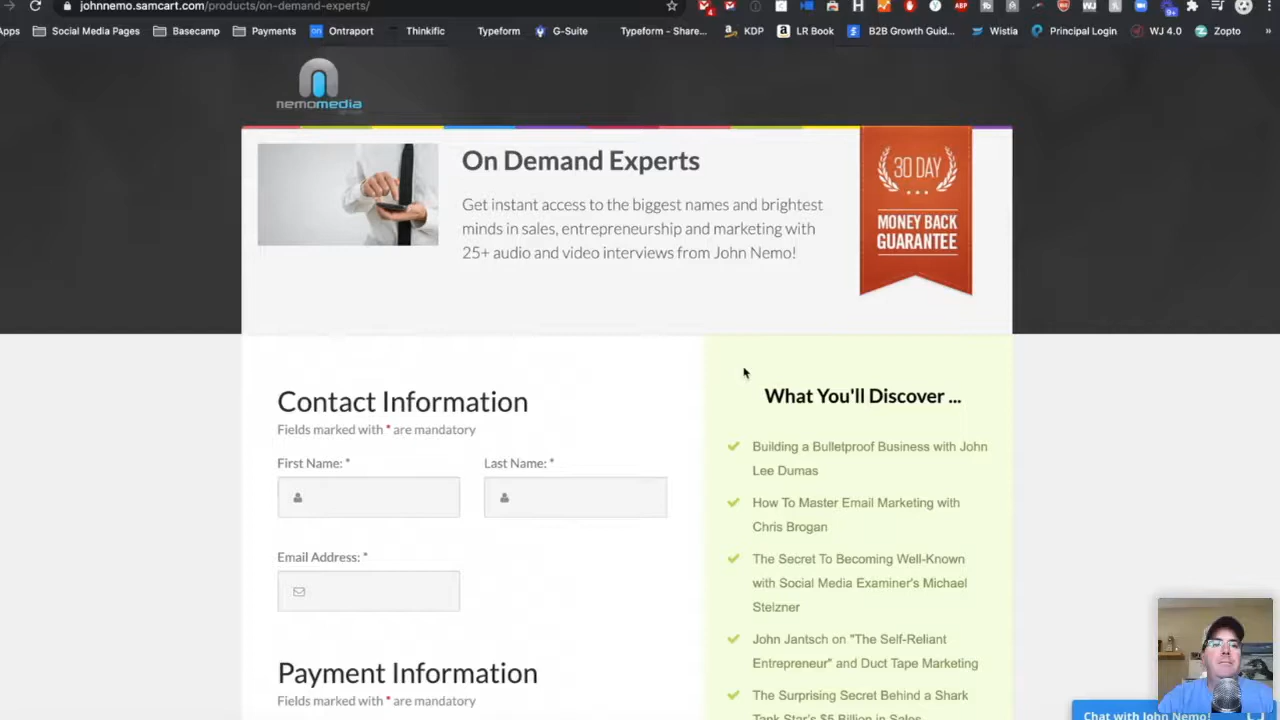 johnnemo.samcart.com/products/on-demand-experts/
Apps Social Media Pages Basecamp Payments Ontraport Thinkific Typeform G-Suite Typeform - Share... KDP LR Book B2B Growth Guid... Wistia Principal Login WJ 4.0 Zopto »
nemomedia
On Demand Experts
Get instant access to the biggest names and brightest
minds in sales, entrepreneurship and marketing with
25+ audio and video interviews from John Nemo!
30 DAY
MONEY BACK
GUARANTEE
Contact Information
Fields marked with * are mandatory
First Name: *
Last Name: *
Email Address: *
Payment Information
Fields marked with * are mandatory
What You'll Discover ...
Building a Bulletproof Business with John
Lee Dumas
How To Master Email Marketing with
Chris Brogan
The Secret To Becoming Well-Known
with Social Media Examiner's Michael
Stelzner
John Jantsch on "The Self-Reliant
Entrepreneur" and Duct Tape Marketing
The Surprising Secret Behind a Shark
Tank Star's $5 Billion in Sales
Chat with John Nemo!